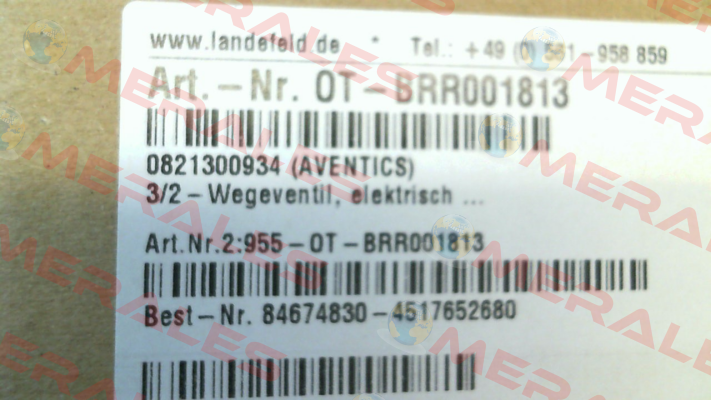 www.landefeld.de * Tel.: +49 (0) 561-958 859
Art.-Nr. OT-BRR001813
0821300934 (AVENTICS)
3/2-Wegeventil, elektrisch ...
Art.Nr.2:955-OT-BRR001813
Best-Nr. 84674830-4517652680
MERALES